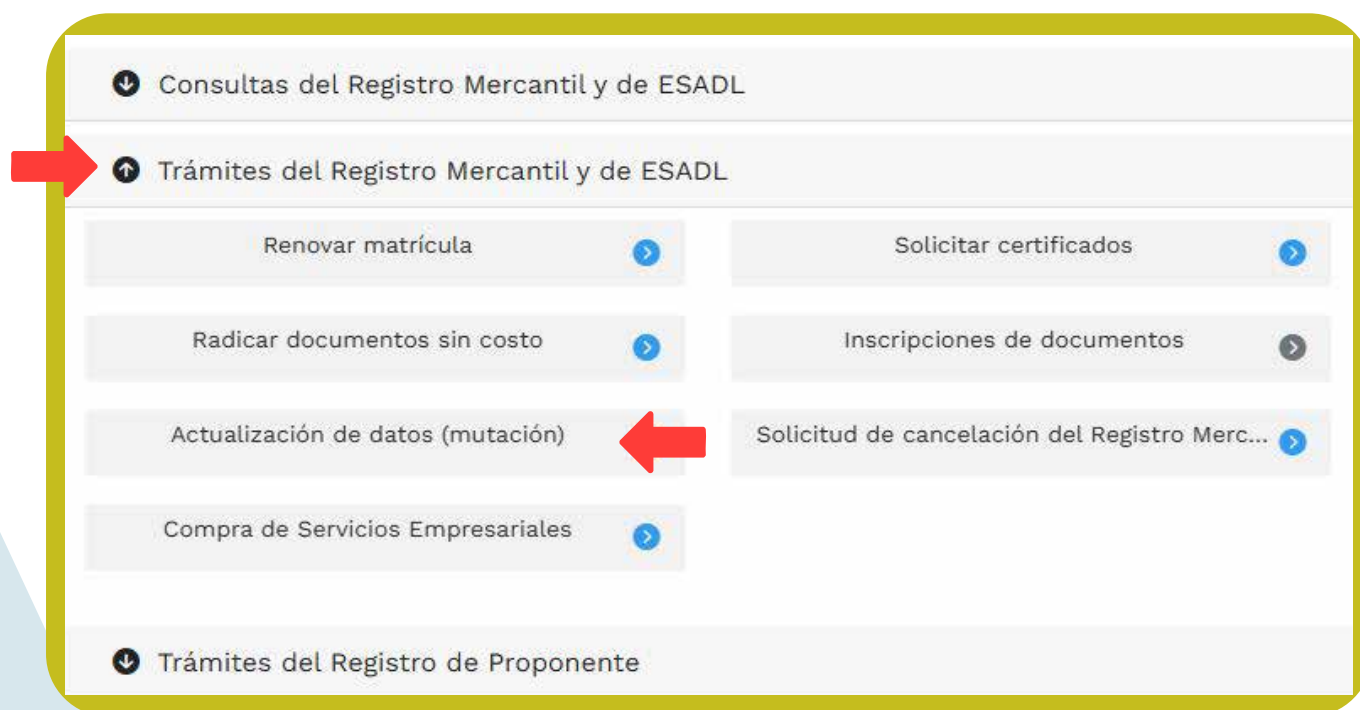 Consultas del Registro Mercantil y de ESADL
Trámites del Registro Mercantil y de ESADL
Renovar matrícula
Solicitar certificados
Radicar documentos sin costo
Inscripciones de documentos
Actualización de datos (mutación)
Solicitud de cancelación del Registro Merc...
Compra de Servicios Empresariales
Trámites del Registro de Proponente